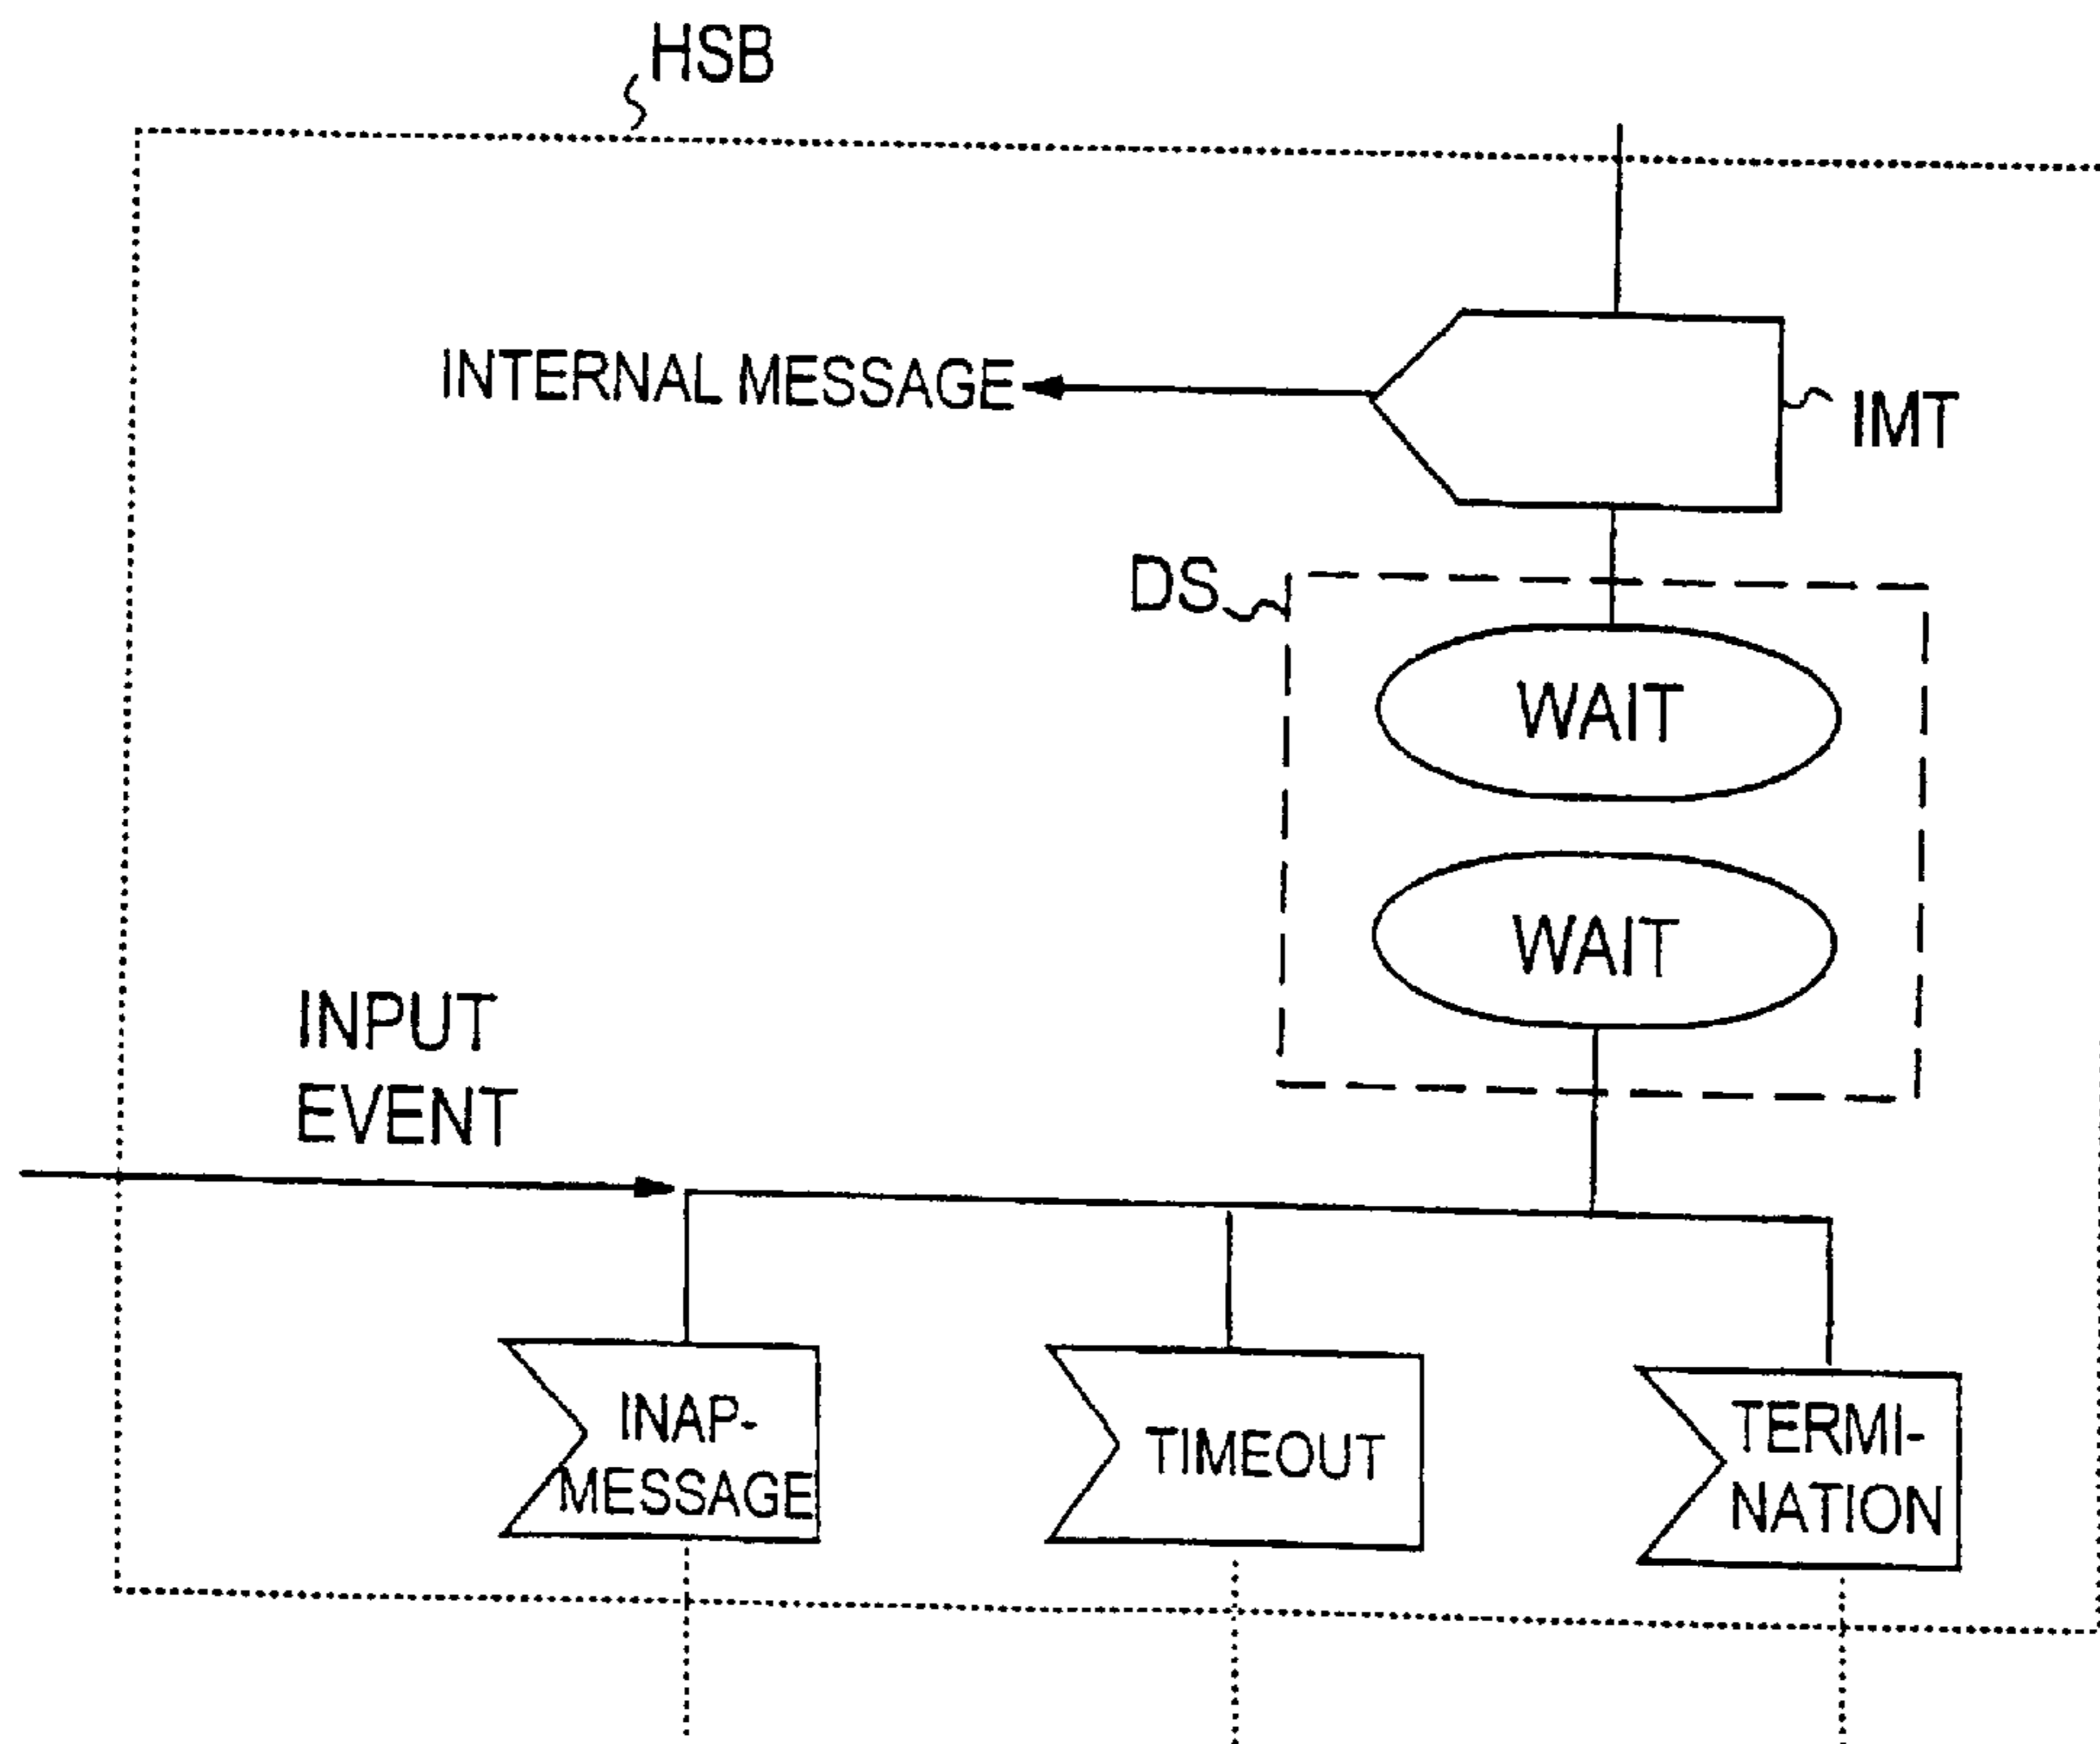 HSB
INTERNAL MESSAGE
IMT
DS
WAIT
WAIT
INPUT
EVENT
INAP-
MESSAGE
TIMEOUT
TERMI-
NATION